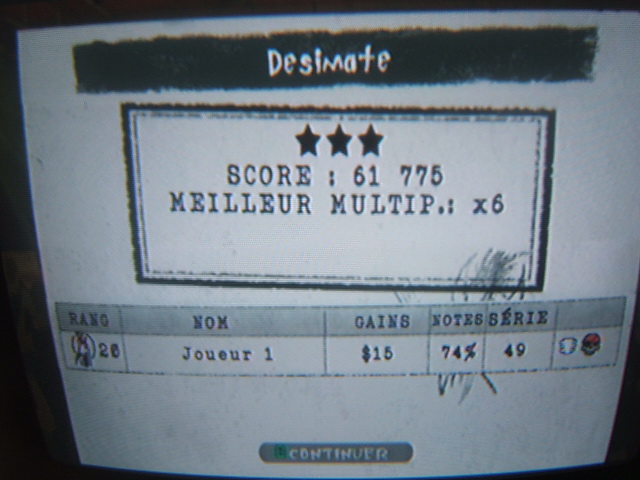 Desimate
SCORE : 61 775
MEILLEUR MULTIP.: x6
RANG NOM GAINS NOTES SÉRIE
26 Joueur 1 $15 74% 49
CONTINUER